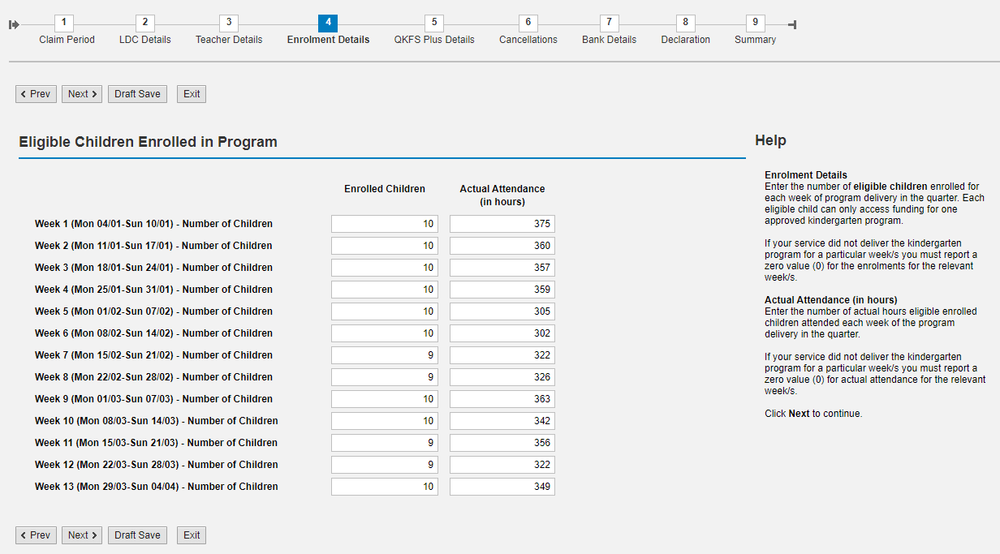 1 2 3 4 5 6 7 8 9
Claim Period LDC Details Teacher Details Enrolment Details QKFS Plus Details Cancellations Bank Details Declaration Summary
Prev Next Draft Save Exit
Eligible Children Enrolled in Program
Enrolled Children Actual Attendance
(in hours)
Week 1 (Mon 04/01-Sun 10/01) - Number of Children 10 375
Week 2 (Mon 11/01-Sun 17/01) - Number of Children 10 360
Week 3 (Mon 18/01-Sun 24/01) - Number of Children 10 357
Week 4 (Mon 25/01-Sun 31/01) - Number of Children 10 359
Week 5 (Mon 01/02-Sun 07/02) - Number of Children 10 305
Week 6 (Mon 08/02-Sun 14/02) - Number of Children 10 302
Week 7 (Mon 15/02-Sun 21/02) - Number of Children 9 322
Week 8 (Mon 22/02-Sun 28/02) - Number of Children 9 326
Week 9 (Mon 01/03-Sun 07/03) - Number of Children 10 363
Week 10 (Mon 08/03-Sun 14/03) - Number of Children 10 342
Week 11 (Mon 15/03-Sun 21/03) - Number of Children 9 356
Week 12 (Mon 22/03-Sun 28/03) - Number of Children 9 322
Week 13 (Mon 29/03-Sun 04/04) - Number of Children 10 349
Prev Next Draft Save Exit
Help
Enrolment Details
Enter the number of eligible children enrolled for
each week of program delivery in the quarter. Each
eligible child can only access funding for one
approved kindergarten program.
If your service did not deliver the kindergarten
program for a particular week/s you must report a
zero value (0) for the enrolments for the relevant
week/s.
Actual Attendance (in hours)
Enter the number of actual hours eligible enrolled
children attended each week of the program
delivery in the quarter.
If your service did not deliver the kindergarten
program for a particular week/s you must report a
zero value (0) for actual attendance for the relevant
week/s.
Click Next to continue.